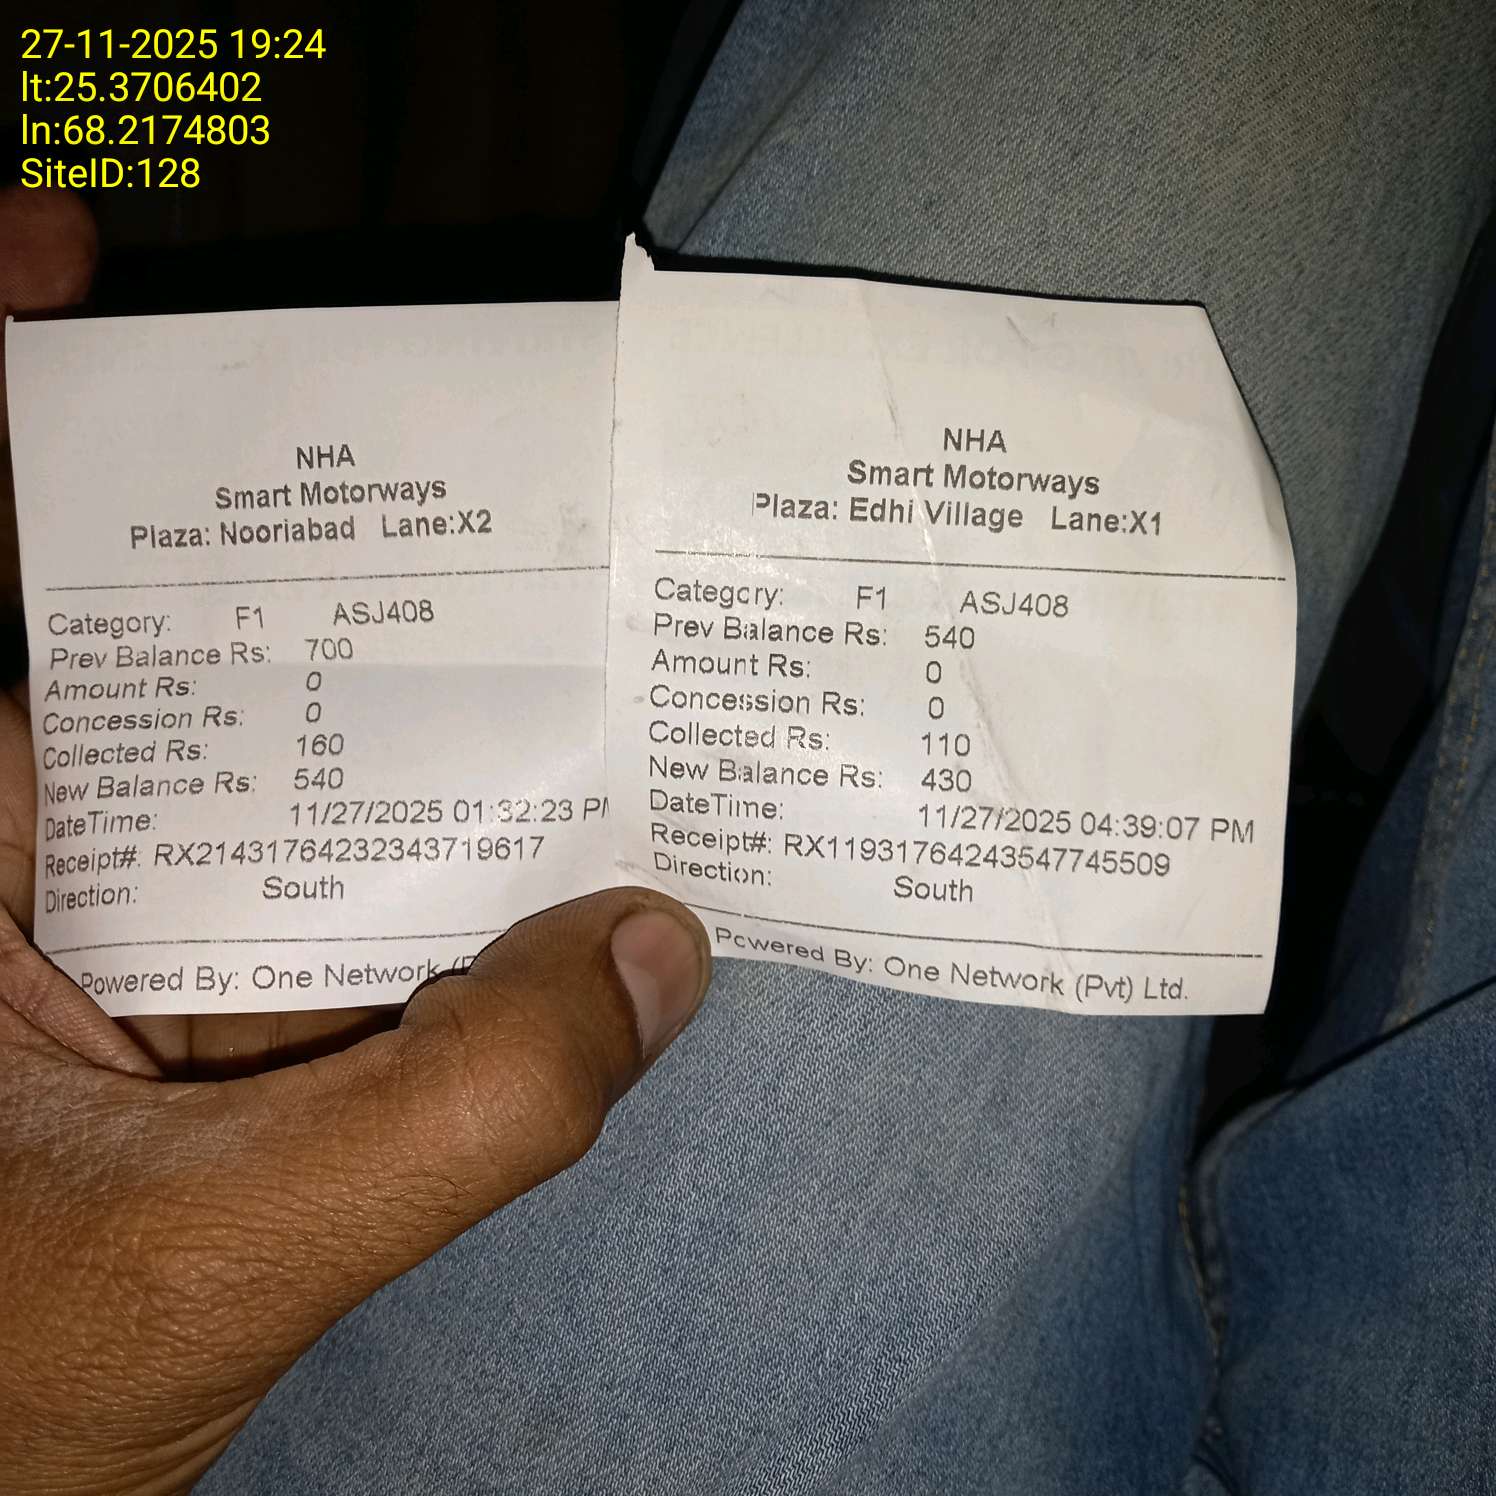 27-11-2025 19:24
lt:25.3706402
ln:68.2174803
SiteID:128
NHA
Smart Motorways
Plaza: Nooriabad Lane:X2
Category: F1 ASJ408
Prev Balance Rs: 700
Amount Rs: 0
Concession Rs: 0
Collected Rs: 160
New Balance Rs: 540
DateTime: 11/27/2025 01:32:23 PM
Receipt#: RX21431764232343719617
Direction: South
Powered By: One Network (P
NHA
Smart Motorways
Plaza: Edhi Village Lane:X1
Category: F1 ASJ408
Prev Balance Rs: 540
Amount Rs: 0
Concession Rs: 0
Collected Rs: 110
New Balance Rs: 430
DateTime: 11/27/2025 04:39:07 PM
Receipt#: RX11931764243547745509
Direction: South
Powered By: One Network (Pvt) Ltd.